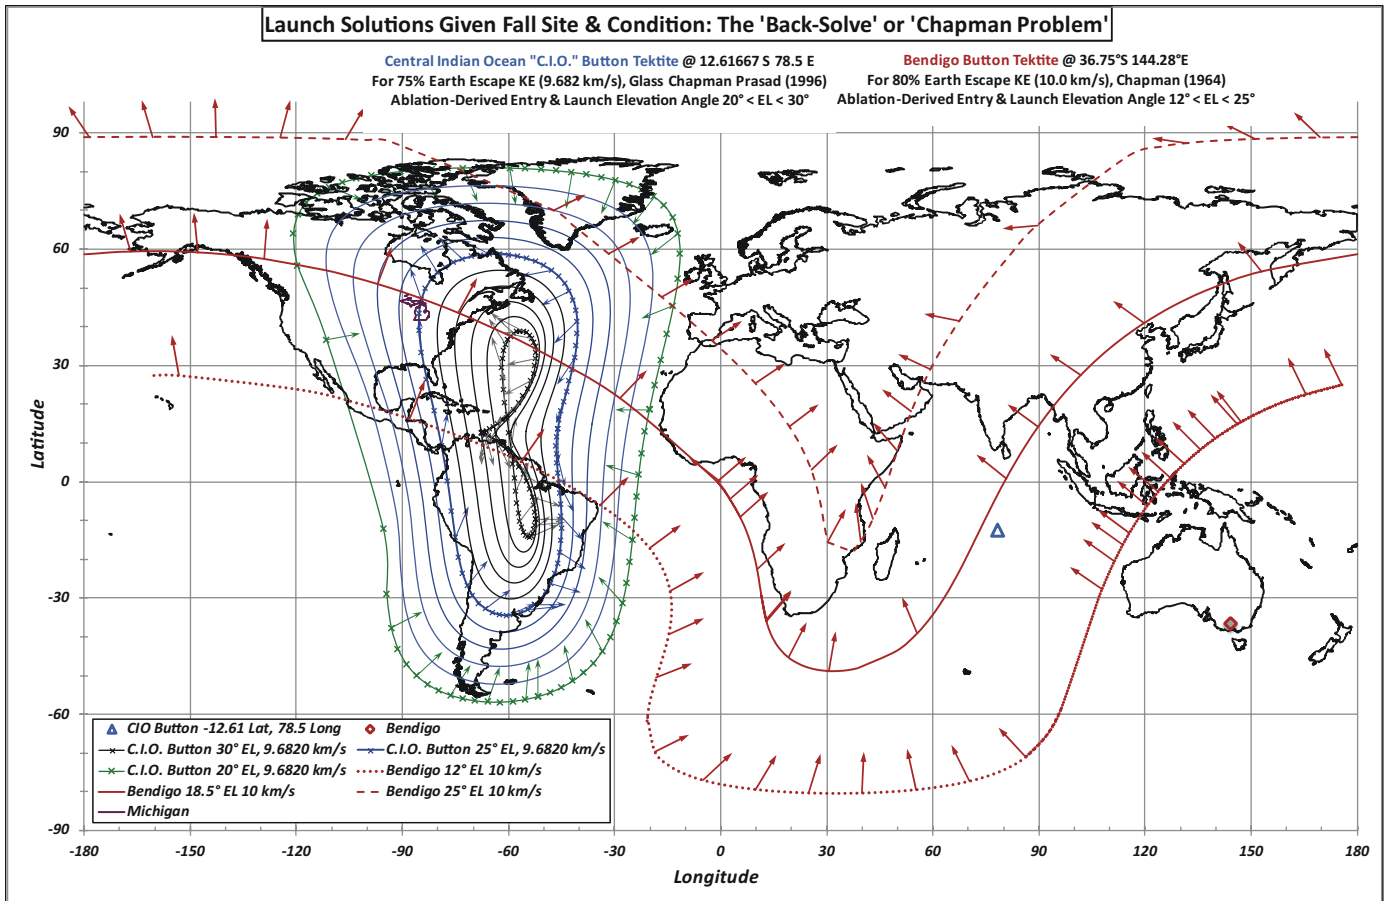 Launch Solutions Given Fall Site & Condition: The 'Back-Solve' or 'Chapman Problem'
Central Indian Ocean "C.I.O." Button Tektite @ 12.61667 S 78.5 E
For 75% Earth Escape KE (9.682 km/s), Glass Chapman Prasad (1996)
Ablation-Derived Entry & Launch Elevation Angle 20° < EL < 30°
Bendigo Button Tektite @ 36.75°S 144.28°E
For 80% Earth Escape KE (10.0 km/s), Chapman (1964)
Ablation-Derived Entry & Launch Elevation Angle 12° < EL < 25°
90
60
30
0
-30
-60
-90
Latitude
CIO Button -12.61 Lat, 78.5 Long
Bendigo
C.I.O. Button 30° EL, 9.6820 km/s
C.I.O. Button 25° EL, 9.6820 km/s
C.I.O. Button 20° EL, 9.6820 km/s
Bendigo 12° EL 10 km/s
Bendigo 18.5° EL 10 km/s
Bendigo 25° EL 10 km/s
Michigan
-180 -150 -120 -90 -60 -30 0 30 60 90 120 150 180
Longitude